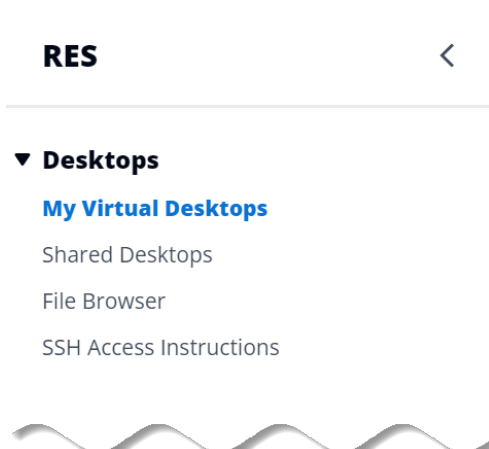 RES
Desktops
My Virtual Desktops
Shared Desktops
File Browser
SSH Access Instructions